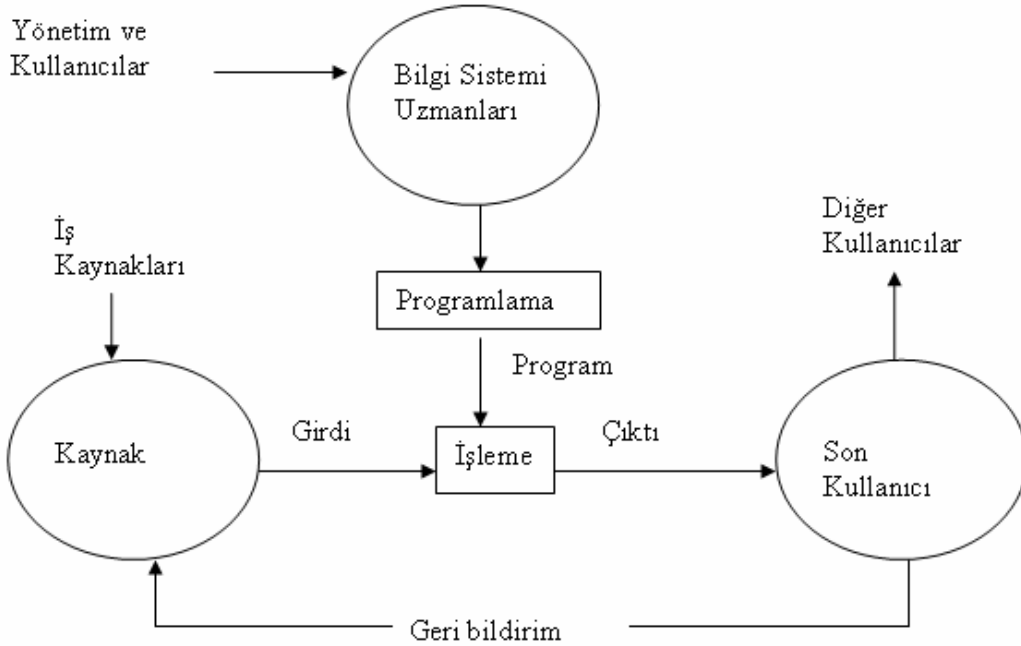 Yönetim ve
Kullanıcılar
Bilgi Sistemi
Uzmanları
Diğer
Kullanıcılar
İş
Kaynakları
Programlama
Program
Girdi
Çıktı
Kaynak
İşleme
Son
Kullanıcı
Geri bildirim